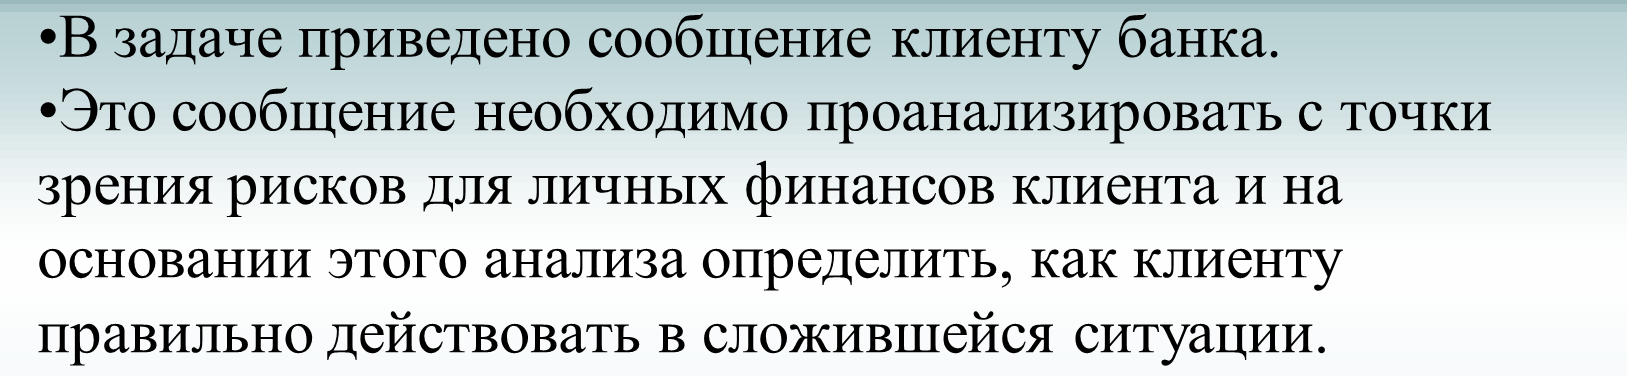 •В задаче приведено сообщение клиенту банка.
•Это сообщение необходимо проанализировать с точки
зрения рисков для личных финансов клиента и на
основании этого анализа определить, как клиенту
правильно действовать в сложившейся ситуации.